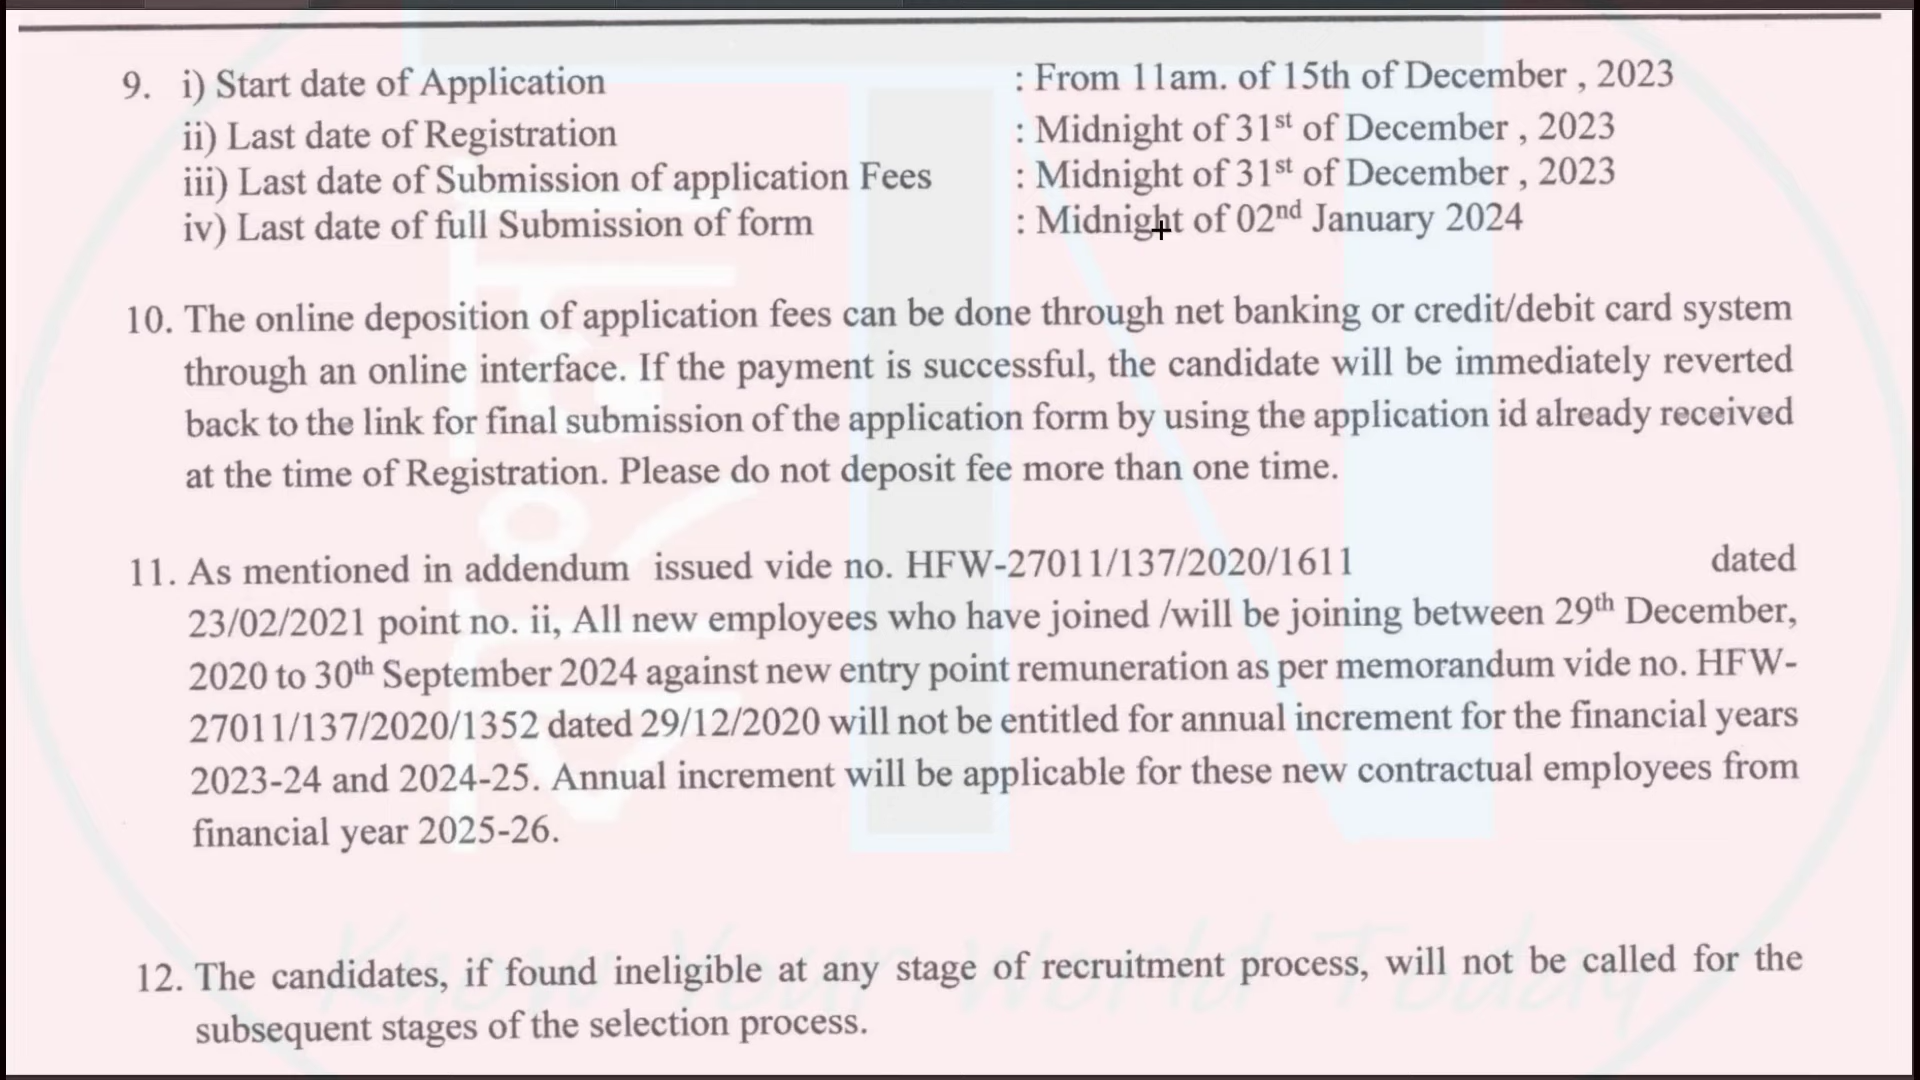 9. i) Start date of Application : From 11am. of 15th of December , 2023
ii) Last date of Registration : Midnight of 31st of December , 2023
iii) Last date of Submission of application Fees : Midnight of 31st of December , 2023
iv) Last date of full Submission of form : Midnight of 02nd January 2024
10. The online deposition of application fees can be done through net banking or credit/debit card system
through an online interface. If the payment is successful, the candidate will be immediately reverted
back to the link for final submission of the application form by using the application id already received
at the time of Registration. Please do not deposit fee more than one time.
11. As mentioned in addendum issued vide no. HFW-27011/137/2020/1611 dated
23/02/2021 point no. ii, All new employees who have joined /will be joining between 29th December,
2020 to 30th September 2024 against new entry point remuneration as per memorandum vide no. HFW-
27011/137/2020/1352 dated 29/12/2020 will not be entitled for annual increment for the financial years
2023-24 and 2024-25. Annual increment will be applicable for these new contractual employees from
financial year 2025-26.
Know Your World Today
12. The candidates, if found ineligible at any stage of recruitment process, will not be called for the
subsequent stages of the selection process.